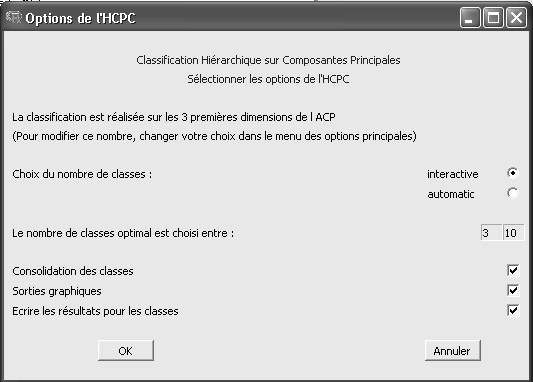 Options de l'HCPC
Classification Hiérarchique sur Composantes Principales
Sélectionner les options de l'HCPC
La classification est réalisée sur les 3 premières dimensions de l ACP
(Pour modifier ce nombre, changer votre choix dans le menu des options principales)
Choix du nombre de classes : interactive
automatic
Le nombre de classes optimal est choisi entre : 3 10
Consolidation des classes
Sorties graphiques
Ecrire les résultats pour les classes
OK Annuler